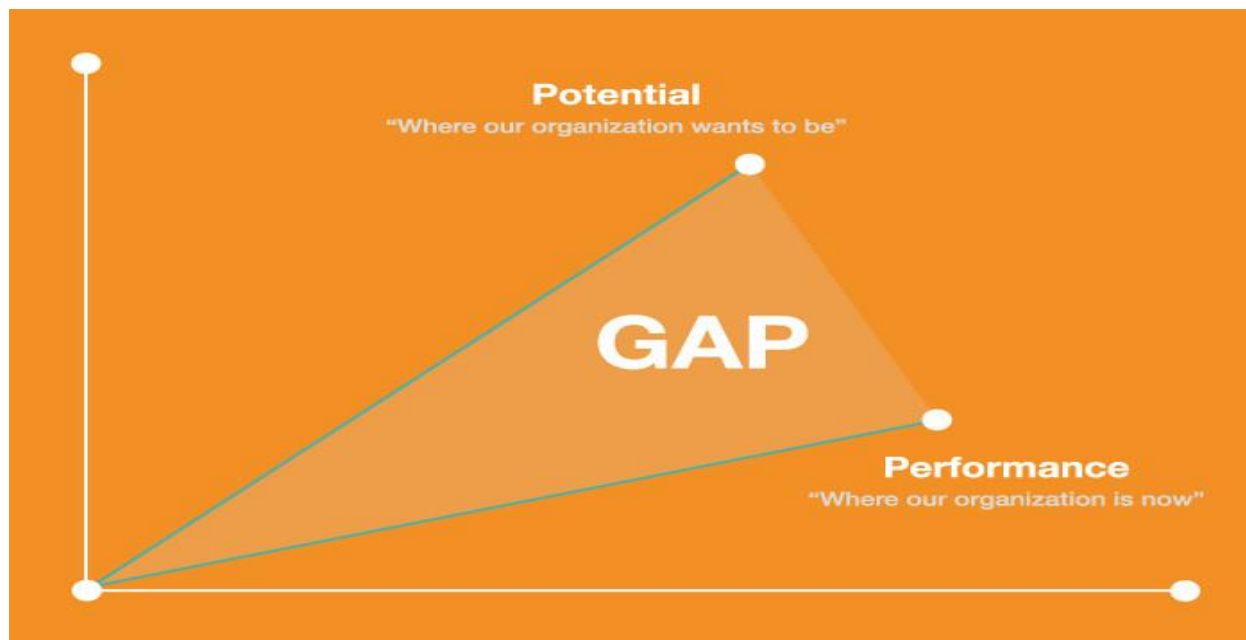 Potential
“Where our organization wants to be”
GAP
Performance
“Where our organization is now”